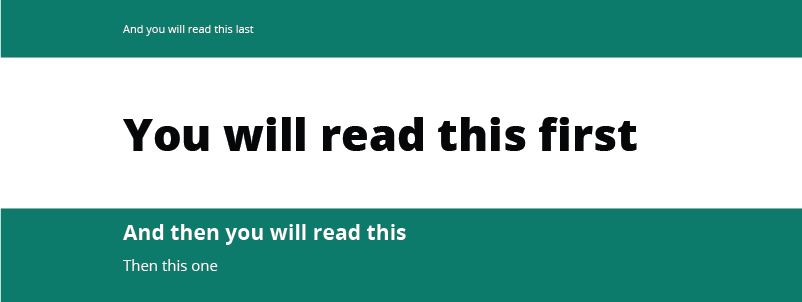 And you will read this last
You will read this first
And then you will read this
Then this one